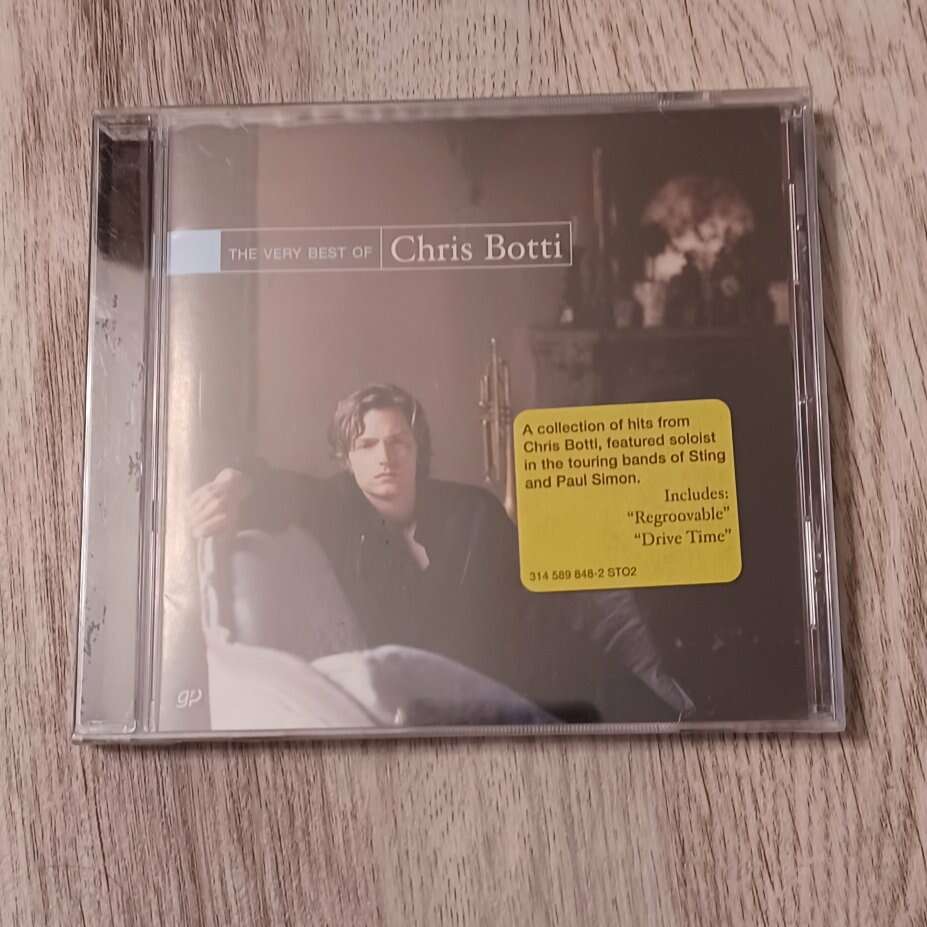 THE VERY BEST OF Chris Botti
A collection of hits from
Chris Botti, featured soloist
in the touring bands of Sting
and Paul Simon.
Includes:
“Regroovable”
“Drive Time”
314 589 848-2 STO2
grp